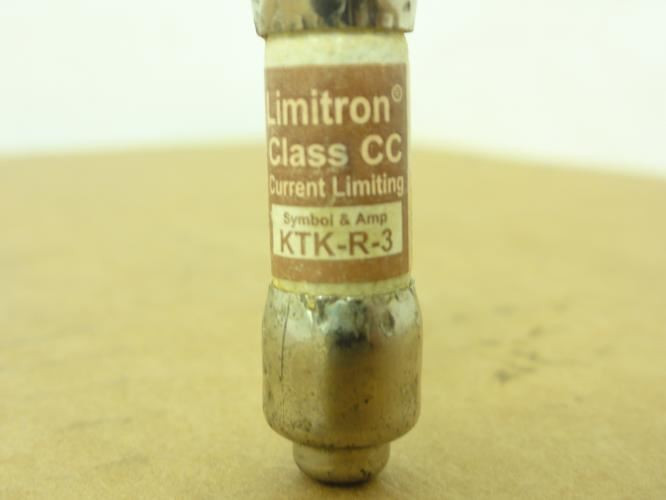 Limitron®
Class CC
Current Limiting
Symbol & Amp
KTK-R-3